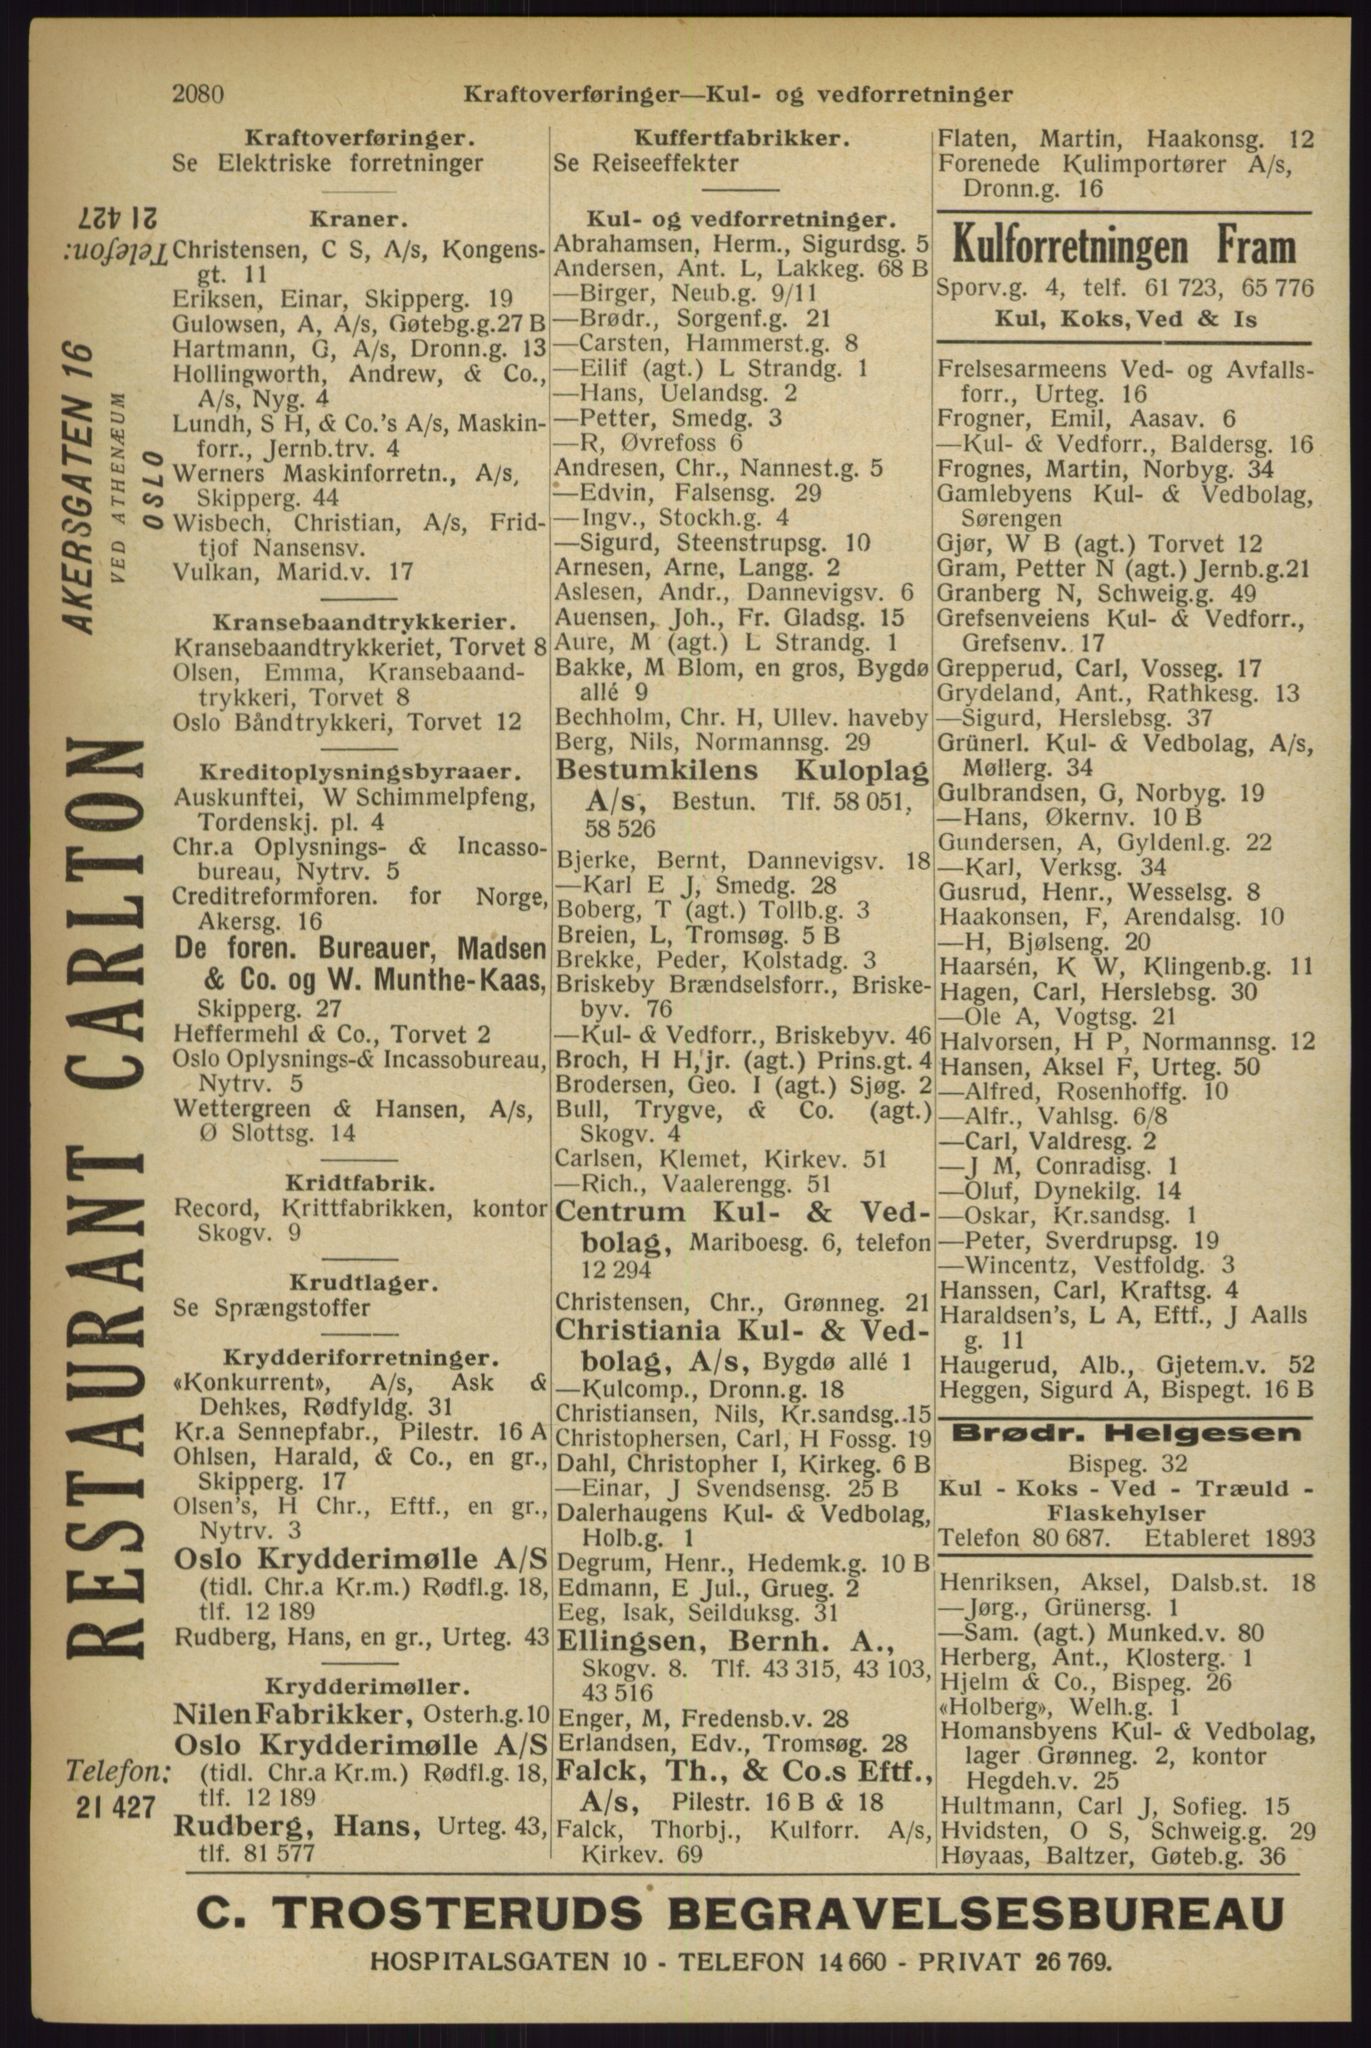 2080
Kraftoverføringer—Kul- og vedforretninger
Kraftoverføringer.
Se Elektriske forretninger
Kraner.
Christensen, C S, A/s, Kongens-
gt. 11
Eriksen, Einar, Skipperg. 19
Gulowsen, A, A/s, Gøtebg.g.27 B
Hartmann, G, A/s, Dronn.g. 13
Hollingworth, Andrew, & Co.,
A/s, Nyg. 4
Lundh, S H, & Co.'s A/s, Maskin-
forr., Jernb.trv. 4
Werners Maskinforretn., A/s,
Skipperg. 44
Wisbech, Christian, A/s, Frid-
tjof Nansensv.
Vulkan, Marid.v. 17
Kransebaandtrykkerier.
Kransebaandtrykkeriet, Torvet 8
Olsen, Emma, Kransebaand-
trykkeri, Torvet 8
Oslo Båndtrykkeri, Torvet 12
Kreditoplysningsbyraaer.
Auskunftei, W Schimmelpfeng,
Tordenskj. pl. 4
Chr.a Oplysnings- & Incasso-
bureau, Nytrv. 5
Creditreformforen. for Norge,
Akersg. 16
De foren. Bureauer, Madsen
& Co. og W. Munthe-Kaas,
Skipperg. 27
Heffermehl & Co., Torvet 2
Oslo Oplysnings-& Incassobureau,
Nytrv. 5
Wettergreen & Hansen, A/s,
Ø Slottsg. 14
Kridtfabrik.
Record, Krittfabrikken, kontor
Skogv. 9
Krudtlager.
Se Sprængstoffer
Krydderiforretninger.
«Konkurrent», A/s, Ask &
Dehkes, Rødfyldg. 31
Kr.a Sennepfabr., Pilestr. 16 A
Ohlsen, Harald, & Co., en gr.,
Skipperg. 17
Olsen's, H Chr., Eftf., en gr.,
Nytrv. 3
Oslo Krydderimølle A/S
(tidl. Chr.a Kr.m.) Rødfl.g. 18,
tlf. 12 189
Rudberg, Hans, en gr., Urteg. 43
Krydderimøller.
Nilen Fabrikker, Osterh.g.10
Oslo Krydderimølle A/S
(tidl. Chr.a Kr.m.) Rødfl.g. 18,
tlf. 12 189
Rudberg, Hans, Urteg. 43,
tlf. 81 577
Kuffertfabrikker.
Se Reiseeffekter
Kul- og vedforretninger.
Abrahamsen, Herm., Sigurdsg. 5
Andersen, Ant. L, Lakkeg. 68 B
—Birger, Neub.g. 9/11
—Brødr., Sorgenf.g. 21
—Carsten, Hammerst.g. 8
—Eilif (agt.) L Strandg. 1
—Hans, Uelandsg. 2
—Petter, Smedg. 3
—R, Øvrefoss 6
Andresen, Chr., Nannest.g. 5
—Edvin, Falsensg. 29
—Ingv., Stockh.g. 4
—Sigurd, Steenstrupsg. 10
Arnesen, Arne, Langg. 2
Aslesen, Andr., Dannevigsv. 6
Auensen, Joh., Fr. Gladsg. 15
Aure, M (agt.) L Strandg. 1
Bakke, M Blom, en gros, Bygdø
allé 9
Bechholm, Chr. H, Ullev. haveby
Berg, Nils, Normannsg. 29
Bestumkilens Kuloplag
A/s, Bestun. Tlf. 58 051,
58 526
Bjerke, Bernt, Dannevigsv. 18
—Karl E J, Smedg. 28
Boberg, T (agt.) Tollb.g. 3
Breien, L, Tromsøg. 5 B
Brekke, Peder, Kolstadg. 3
Briskeby Brændselsforr., Briske-
byv. 76
—Kul- & Vedforr., Briskebyv. 46
Broch, H H, jr. (agt.) Prins.gt. 4
Brodersen, Geo. I (agt.) Sjøg. 2
Bull, Trygve, & Co. (agt.)
Skogv. 4
Carlsen, Klemet, Kirkev. 51
—Rich., Vaalerengg. 51
Centrum Kul- & Ved-
bolag, Mariboesg. 6, telefon
12 294
Christensen, Chr., Grønneg. 21
Christiania Kul- & Ved-
bolag, A/s, Bygdø allé 1
—Kulcomp., Dronn.g. 18
Christiansen, Nils, Kr.sandsg. 15
Christophersen, Carl, H Fossg. 19
Dahl, Christopher I, Kirkeg. 6 B
—Einar, J Svendsensg. 25 B
Dalerhaugens Kul- & Vedbolag,
Holb.g. 1
Degrum, Henr., Hedemk.g. 10 B
Edmann, E Jul., Grueg. 2
Eeg, Isak, Seilduksg. 31
Ellingsen, Bernh. A.,
Skogv. 8. Tlf. 43 315, 43 103,
43 516
Enger, M, Fredensb.v. 28
Erlandsen, Edv., Tromsøg. 28
Falck, Th., & Co.s Eftf.,
A/s, Pilestr. 16 B & 18
Falck, Thorbj., Kulforr. A/s,
Kirkev. 69
Flaten, Martin, Haakonsg. 12
Forenede Kulimportører A/s,
Dronn.g. 16
Kulforretningen Fram
Sporv.g. 4, telf. 61 723, 65 776
Kul, Koks, Ved & Is
Frelsesarmeens Ved- og Avfalls-
forr., Urteg. 16
Frogner, Emil, Aasav. 6
—Kul- & Vedforr., Baldersg. 16
Frognes, Martin, Norbyg. 34
Gamlebyens Kul- & Vedbolag,
Sørengen
Gjør, W B (agt.) Torvet 12
Gram, Petter N (agt.) Jernb.g.21
Granberg N, Schweig.g. 49
Grefsenveiens Kul- & Vedforr.,
Grefsenv. 17
Grepperud, Carl, Vosseg. 17
Grydeland, Ant., Rathkesg. 13
—Sigurd, Herslebsg. 37
Grünerl. Kul- & Vedbolag, A/s,
Møllerg. 34
Gulbrandsen, G, Norbyg. 19
—Hans, Økernv. 10 B
Gundersen, A, Gyldenl.g. 22
—Karl, Verksg. 34
Gusrud, Henr., Wesselsg. 8
Haakonsen, F, Arendalsg. 10
—H, Bjølseng. 20
Haarsén, K W, Klingenb.g. 11
Hagen, Carl, Herslebsg. 30
—Ole A, Vogtsg. 21
Halvorsen, H P, Normannsg. 12
Hansen, Aksel F, Urteg. 50
—Alfred, Rosenhoffg. 10
—Alfr., Vahlsg. 6/8
—Carl, Valdresg. 2
—J M, Conradisg. 1
—Oluf, Dynekilg. 14
—Oskar, Kr.sandsg. 1
—Peter, Sverdrupsg. 19
—Wincentz, Vestfoldg. 3
Hanssen, Carl, Kraftsg. 4
Haraldsen's, L A, Eftf., J Aalls
g. 11
Haugerud, Alb., Gjetem.v. 52
Heggen, Sigurd A, Bispegt. 16 B
Brødr. Helgesen
Bispeg. 32
Kul - Koks - Ved - Træuld -
Flaskehylser
Telefon 80 687. Etableret 1893
Henriksen, Aksel, Dalsb.st. 18
—Jørg., Grünersg. 1
—Sam. (agt.) Munked.v. 80
Herberg, Ant., Klosterg. 1
Hjelm & Co., Bispeg. 26
«Holberg», Welh.g. 1
Homansbyens Kul- & Vedbolag,
lager Grønneg. 2, kontor
Hegdeh.v. 25
Hultmann, Carl J, Sofieg. 15
Hvidsten, O S, Schweig.g. 29
Høyaas, Baltzer, Gøteb.g. 36
Telefon:
21 427
AKERSGATEN 16
VED ATHENÆUM
OSLO
RESTAURANT CARLTON
Telefon:
21 427
C. TROSTERUDS BEGRAVELSESBUREAU
HOSPITALSGATEN 10 - TELEFON 14 660 - PRIVAT 26 769.